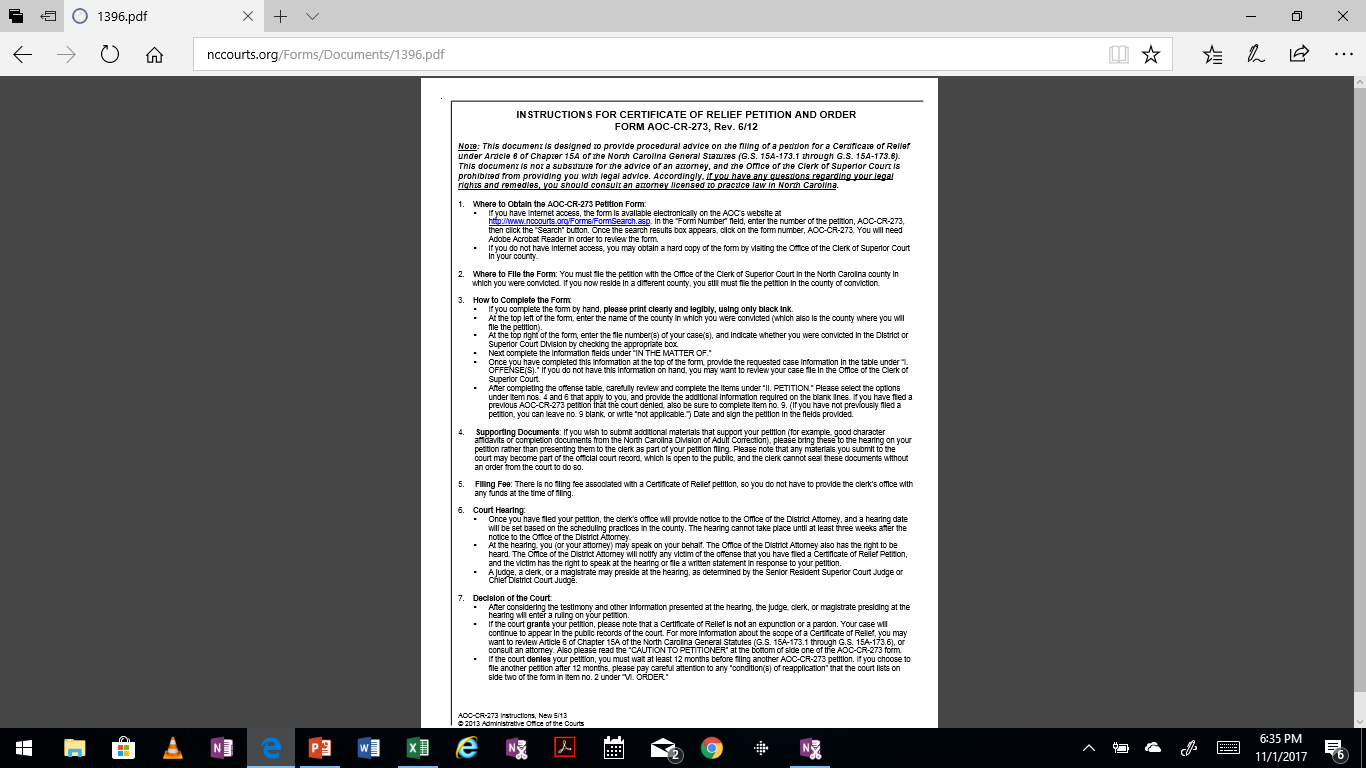 1396.pdf
nccourts.org/Forms/Documents/1396.pdf
INSTRUCTIONS FOR CERTIFICATE OF RELIEF PETITION AND ORDER
FORM AOC-CR-273, Rev. 6/12
Note: This document is designed to provide procedural advice on the filing of a petition for a Certificate of Relief
under Article 6 of Chapter 15A of the North Carolina General Statutes (G.S. 15A-173.1 through G.S. 15A-173.6).
This document is not a substitute for the advice of an attorney, and the Office of the Clerk of Superior Court is
prohibited from providing you with legal advice. Accordingly, if you have any questions regarding your legal
rights and remedies, you should consult an attorney licensed to practice law in North Carolina.
1. Where to Obtain the AOC-CR-273 Petition Form:
• If you have internet access, the form is available electronically on the AOC's website at
http://www.nccourts.org/Forms/FormSearch.asp. In the "Form Number" field, enter the number of the petition, AOC-CR-273,
then click the "Search" button. Once the search results box appears, click on the form number, AOC-CR-273. You will need
Adobe Acrobat Reader in order to review the form.
• If you do not have internet access, you may obtain a hard copy of the form by visiting the Office of the Clerk of Superior Court
in your county.
2. Where to File the Form: You must file the petition with the Office of the Clerk of Superior Court in the North Carolina county in
which you were convicted. If you now reside in a different county, you still must file the petition in the county of conviction.
3. How to Complete the Form:
• If you complete the form by hand, please print clearly and legibly, using only black ink.
• At the top left of the form, enter the name of the county in which you were convicted (which also is the county where you will
file the petition).
• At the top right of the form, enter the file number(s) of your case(s), and indicate whether you were convicted in the District or
Superior Court Division by checking the appropriate box.
• Next complete the information fields under "IN THE MATTER OF."
• Once you have completed this information at the top of the form, provide the requested case information in the table under "I.
OFFENSE(S)." If you do not have this information on hand, you may want to review your case file in the Office of the Clerk of
Superior Court.
• After completing the offense table, carefully review and complete the items under "II. PETITION." Please select the options
under item nos. 4 and 6 that apply to you, and provide the additional information required on the blank lines. If you have filed a
previous AOC-CR-273 petition that the court denied, also be sure to complete item no. 9. (If you have not previously filed a
petition, you can leave no. 9 blank, or write "not applicable.") Date and sign the petition in the fields provided.
4. Supporting Documents: If you wish to submit additional materials that support your petition (for example, good character
affidavits or completion documents from the North Carolina Division of Adult Correction), please bring these to the hearing on your
petition rather than presenting them to the clerk as part of your petition filing. Please note that any materials you submit to the
court may become part of the official court record, which is open to the public, and the clerk cannot seal these documents without
an order from the court to do so.
5. Filing Fee: There is no filing fee associated with a Certificate of Relief petition, so you do not have to provide the clerk's office with
any funds at the time of filing.
6. Court Hearing:
• Once you have filed your petition, the clerk's office will provide notice to the Office of the District Attorney, and a hearing date
will be set based on the scheduling practices in the county. The hearing cannot take place until at least three weeks after the
notice to the Office of the District Attorney.
• At the hearing, you (or your attorney) may speak on your behalf. The Office of the District Attorney also has the right to be
heard. The Office of the District Attorney will notify any victim of the offense that you have filed a Certificate of Relief Petition,
and the victim has the right to speak at the hearing or file a written statement in response to your petition.
• A judge, a clerk, or a magistrate may preside at the hearing, as determined by the Senior Resident Superior Court Judge or
Chief District Court Judge.
7. Decision of the Court:
• After considering the testimony and other information presented at the hearing, the judge, clerk, or magistrate presiding at the
hearing will enter a ruling on your petition.
• If the court grants your petition, please note that a Certificate of Relief is not an expunction or a pardon. Your case will
continue to appear in the public records of the court. For more information about the scope of a Certificate of Relief, you may
want to review Article 6 of Chapter 15A of the North Carolina General Statutes (G.S. 15A-173.1 through G.S. 15A-173.6), or
consult an attorney. Also please read the "CAUTION TO PETITIONER" at the bottom of side one of the AOC-CR-273 form.
• If the court denies your petition, you must wait at least 12 months before filing another AOC-CR-273 petition. If you choose to
file another petition after 12 months, please pay careful attention to any "condition(s) of reapplication" that the court lists on
side two of the form in item no. 2 under "VI. ORDER."
AOC-CR-273 Instructions, New 5/13
© 2013 Administrative Office of the Courts
2
6:35 PM
11/1/2017
6